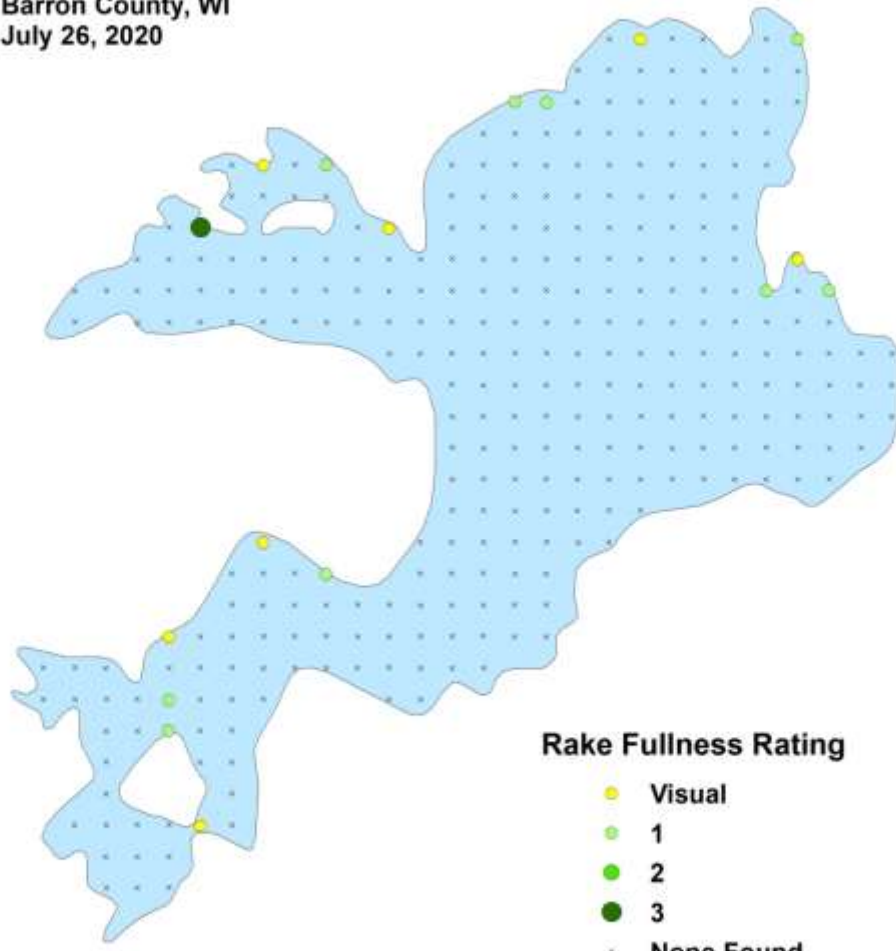 Barron County, WI
July 26, 2020
Rake Fullness Rating
Visual
1
2
3
None Found